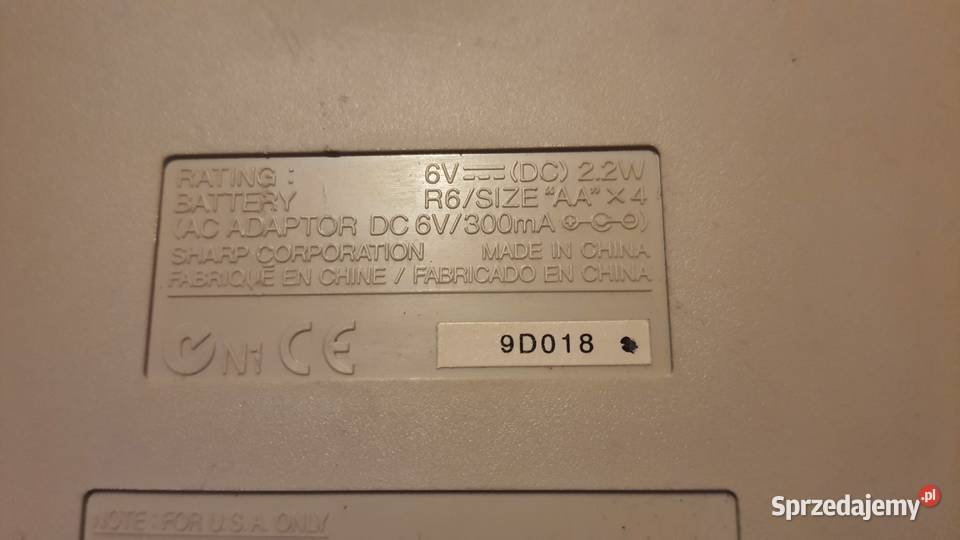 RATING : 6V (DC) 2.2W
BATTERY R6/SIZE "AA" × 4
(AC ADAPTOR DC 6V/300mA)
SHARP CORPORATION MADE IN CHINA
FABRIQUÉ EN CHINE / FABRICADO EN CHINA
N1 CE
9D018
NOTE : FOR U.S.A. ONLY
Sprzedajemy.pl